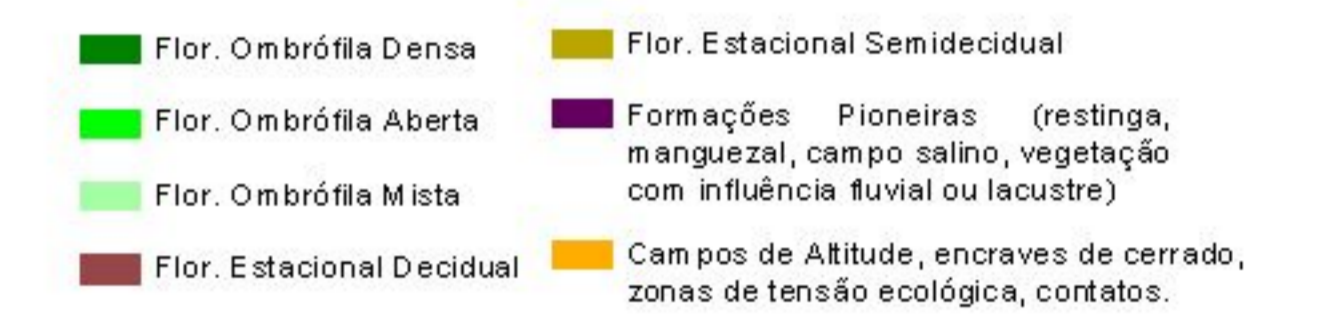 Flor. Ombrófila Densa
Flor. Ombrófila Aberta
Flor. Ombrófila Mista
Flor. Estacional Decidual
Flor. Estacional Semidecidual
Formações Pioneiras (restinga,
manguezal, campo salino, vegetação
com influência fluvial ou lacustre)
Campos de Altitude, encraves de cerrado,
zonas de tensão ecológica, contatos.